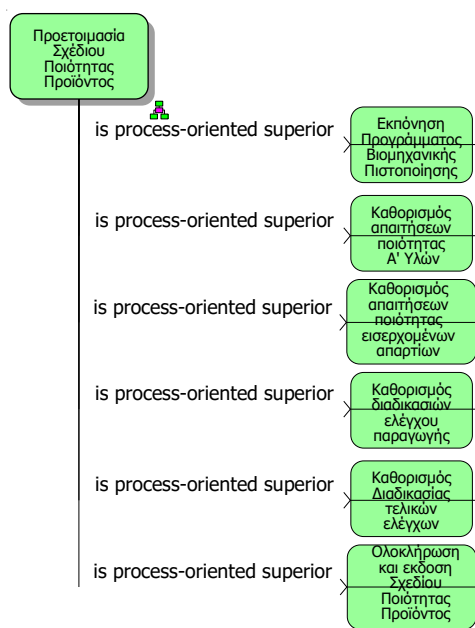 Προετοιμασία
Σχέδιου
Ποιότητας
Προϊόντος
is process-oriented superior
Εκπόνηση
Προγράμματος
Βιομηχανικής
Πιστοποίησης
is process-oriented superior
Καθορισμός
απαιτήσεων
ποιότητας
Α' Υλών
is process-oriented superior
Καθορισμός
απαιτήσεων
ποιότητας
εισερχομένων
απαρτίων
is process-oriented superior
Καθορισμός
διαδικασιών
ελέγχου
παραγωγής
is process-oriented superior
Καθορισμός
Διαδικασίας
τελικών
ελέγχων
is process-oriented superior
Ολοκλήρωση
και εκδοση
Σχεδίου
Ποιότητας
Προϊόντος